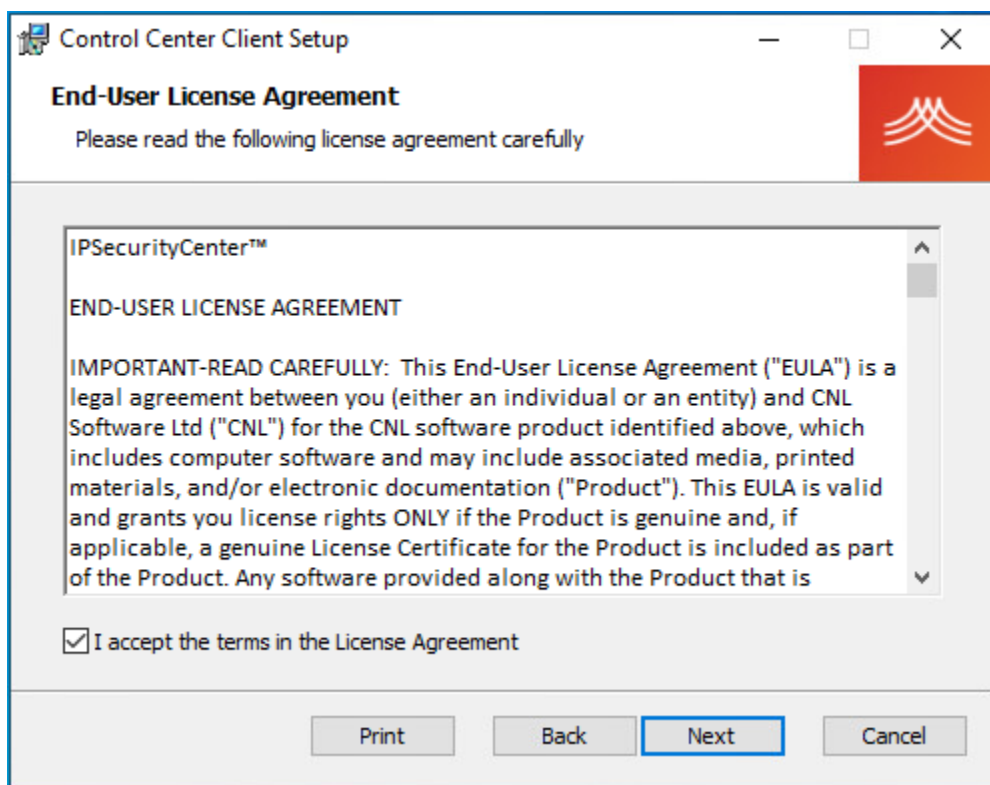 Control Center Client Setup
End-User License Agreement
Please read the following license agreement carefully
IPSecurityCenter™
END-USER LICENSE AGREEMENT
IMPORTANT-READ CAREFULLY:  This End-User License Agreement ("EULA") is a
legal agreement between you (either an individual or an entity) and CNL
Software Ltd ("CNL") for the CNL software product identified above, which
includes computer software and may include associated media, printed
materials, and/or electronic documentation ("Product"). This EULA is valid
and grants you license rights ONLY if the Product is genuine and, if
applicable, a genuine License Certificate for the Product is included as part
of the Product. Any software provided along with the Product that is
I accept the terms in the License Agreement
Print Back Next Cancel